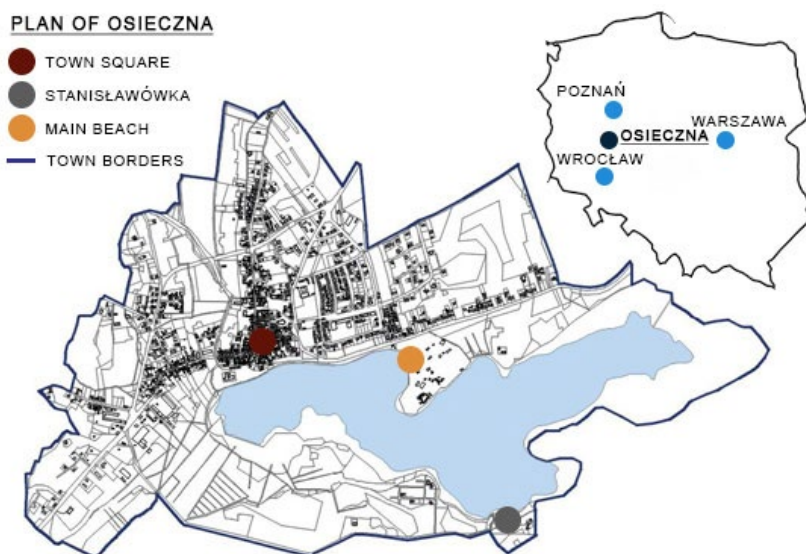 PLAN OF OSIECZNA
TOWN SQUARE
STANISŁAWÓWKA
MAIN BEACH
TOWN BORDERS
POZNAŃ
WARSZAWA
OSIECZNA
WROCŁAW